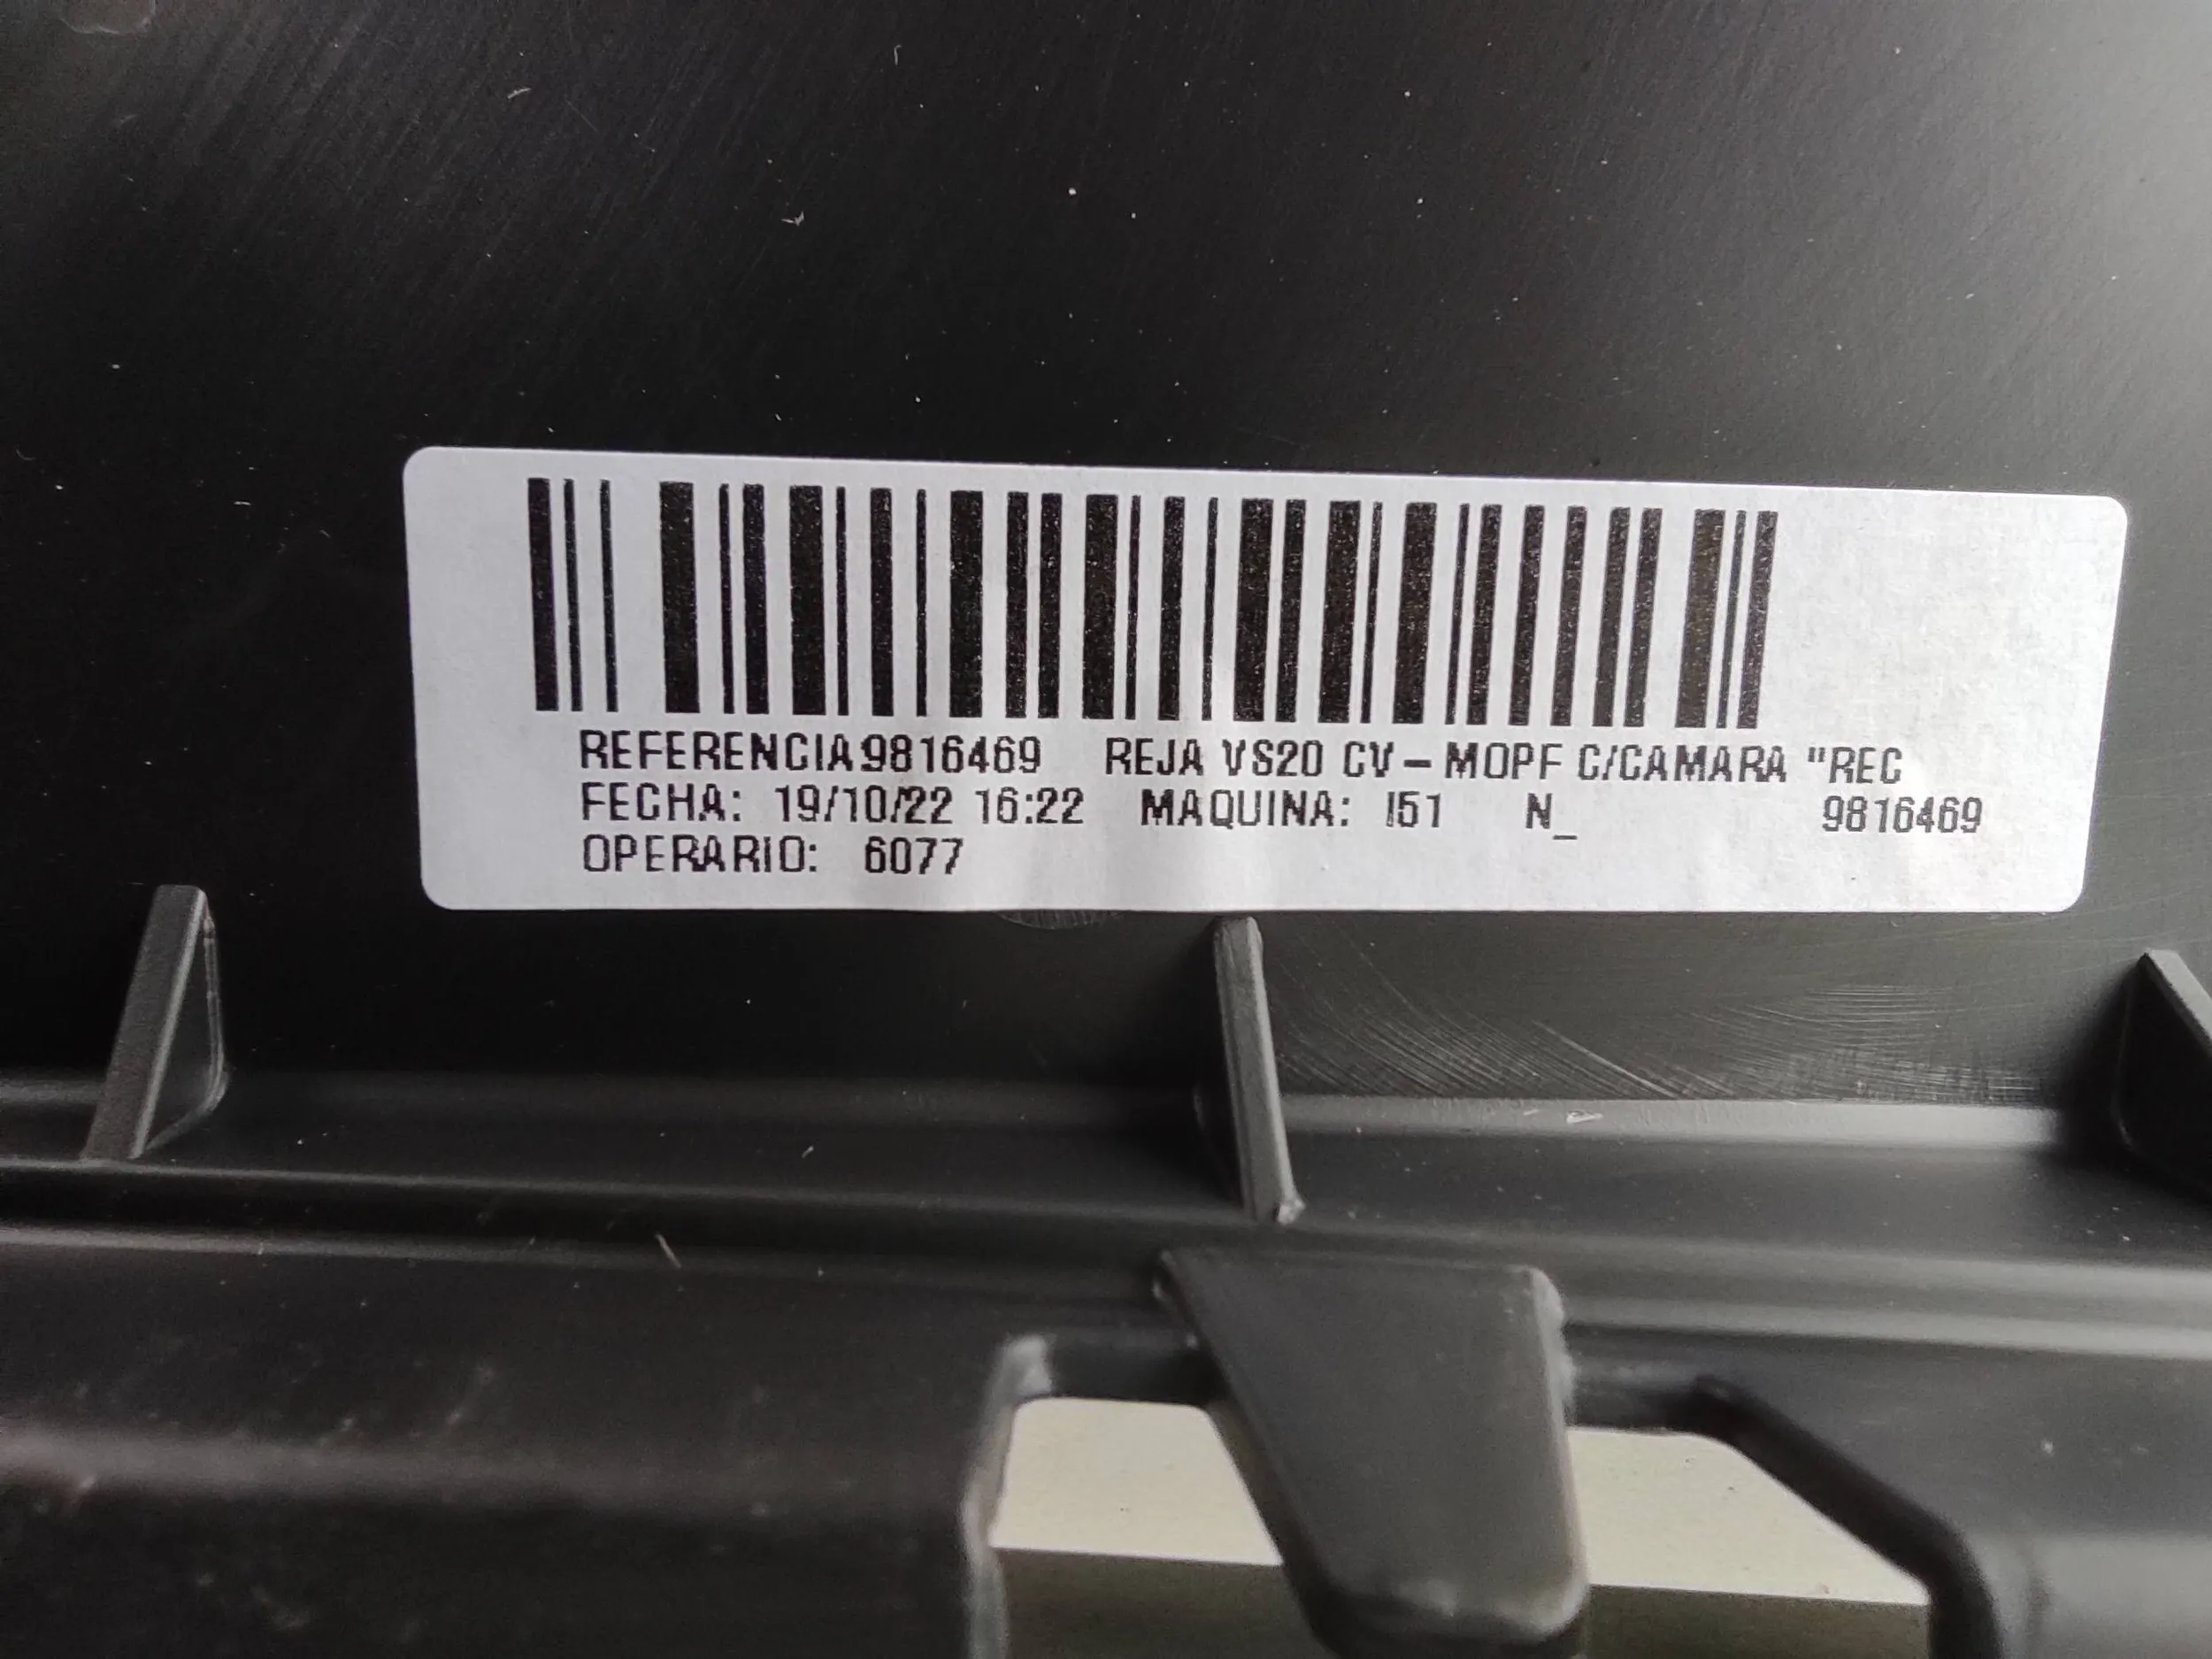 REFERENCIA9816469 REJA VS20 CV-MOPF C/CAMARA "REC
FECHA: 19/10/22 16:22 MAQUINA: I51 N_ 9816469
OPERARIO: 6077